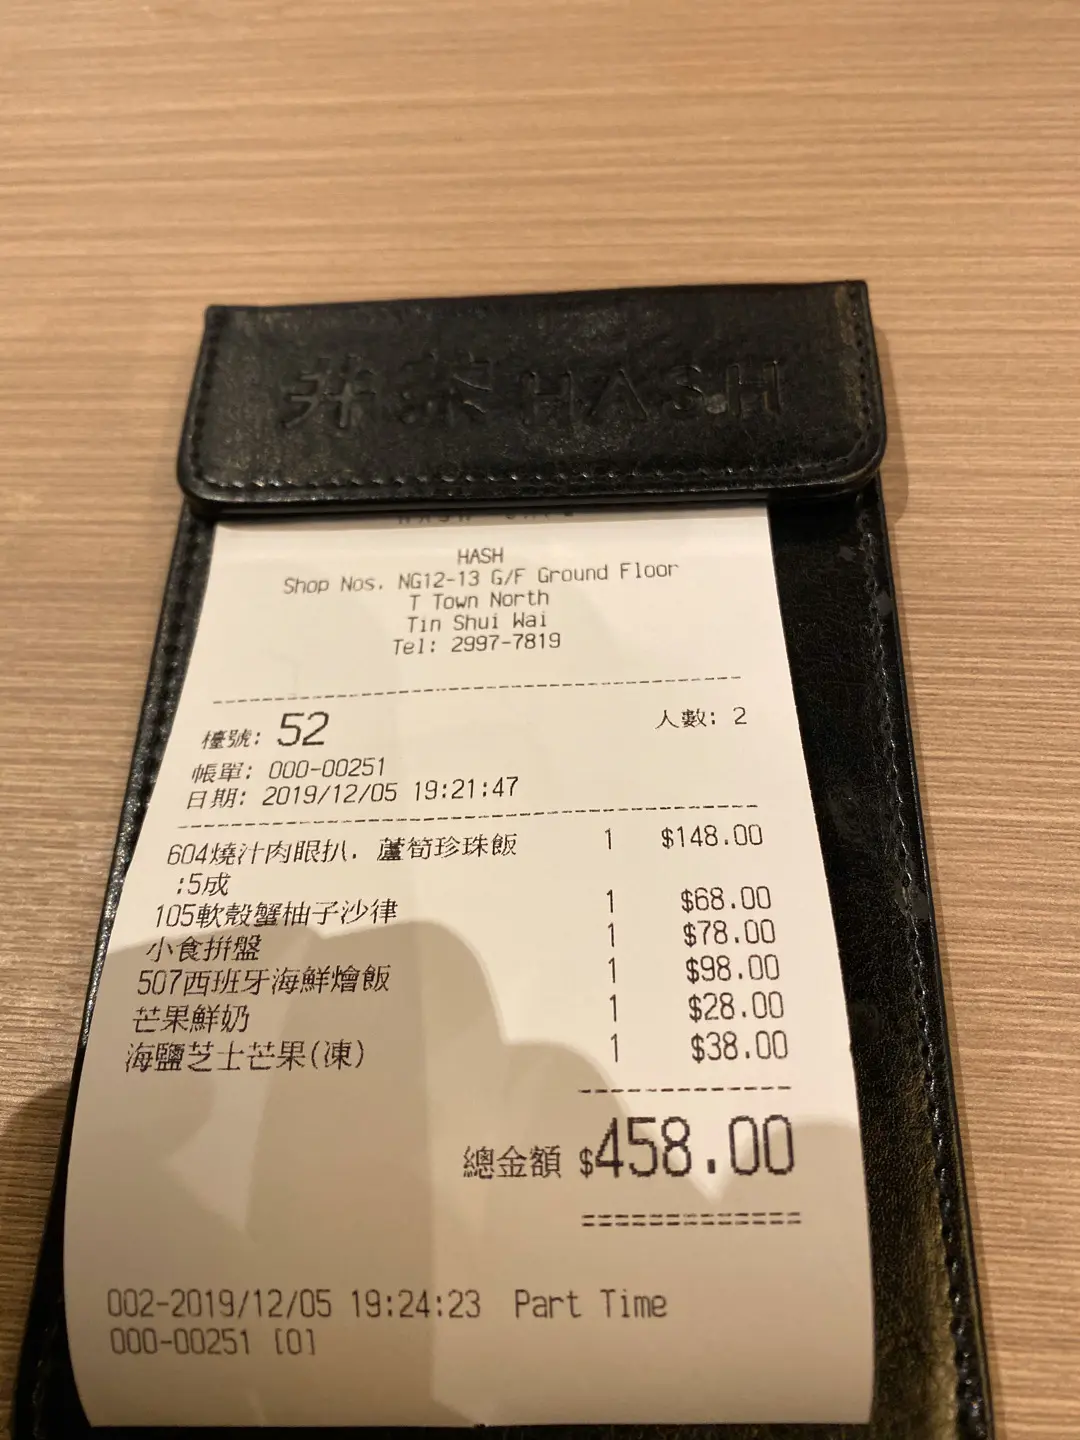 井茶 HASH
HASH
Shop Nos. NG12-13 G/F Ground Floor
T Town North
Tin Shui Wai
Tel: 2997-7819
檯號: 52 人數: 2
帳單: 000-00251
日期: 2019/12/05 19:21:47
604燒汁肉眼扒. 蘆筍珍珠飯 1 $148.00
:5成
105軟殼蟹柚子沙律 1 $68.00
小食拼盤 1 $78.00
507西班牙海鮮燴飯 1 $98.00
芒果鮮奶 1 $28.00
海鹽芝士芒果(凍) 1 $38.00
總金額 $458.00
002-2019/12/05 19:24:23 Part Time
000-00251 [0]